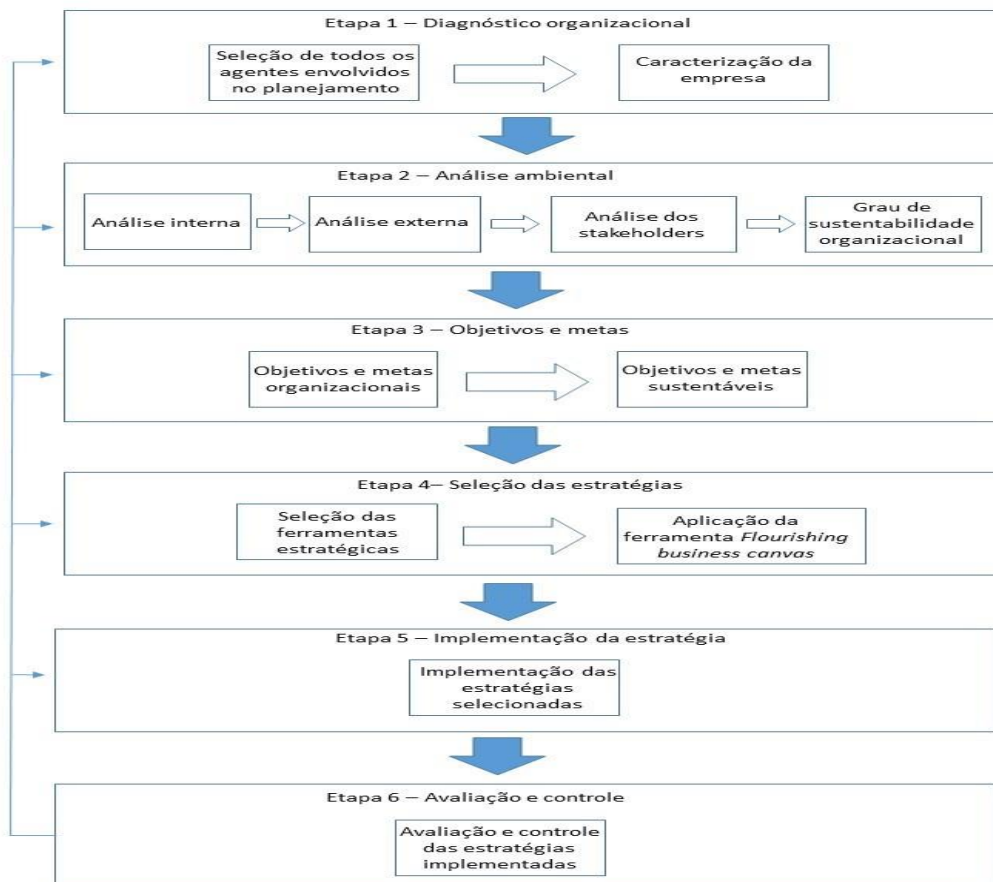 Etapa 1 – Diagnóstico organizacional
Seleção de todos os
agentes envolvidos
no planejamento
Caracterização da
empresa
Etapa 2 – Análise ambiental
Análise interna
Análise externa
Análise dos
stakeholders
Grau de
sustentabilidade
organizacional
Etapa 3 – Objetivos e metas
Objetivos e metas
organizacionais
Objetivos e metas
sustentáveis
Etapa 4– Seleção das estratégias
Seleção das
ferramentas
estratégicas
Aplicação da
ferramenta Flourishing
business canvas
Etapa 5 – Implementação da estratégia
Implementação das
estratégias
selecionadas
Etapa 6 – Avaliação e controle
Avaliação e controle
das estratégias
implementadas